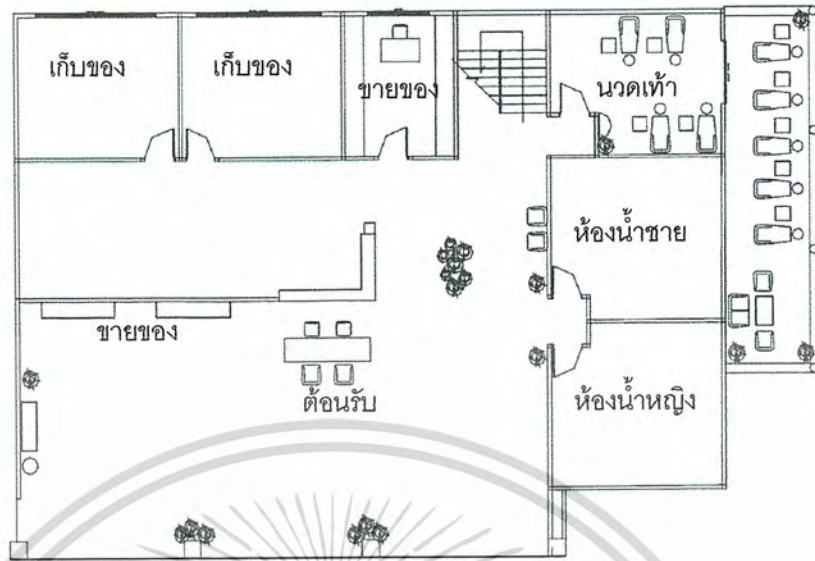 เก็บของ
เก็บของ
ขายของ
นวดเท้า
ห้องน้ำชาย
ขายของ
ต้อนรับ
ห้องน้ำหญิง